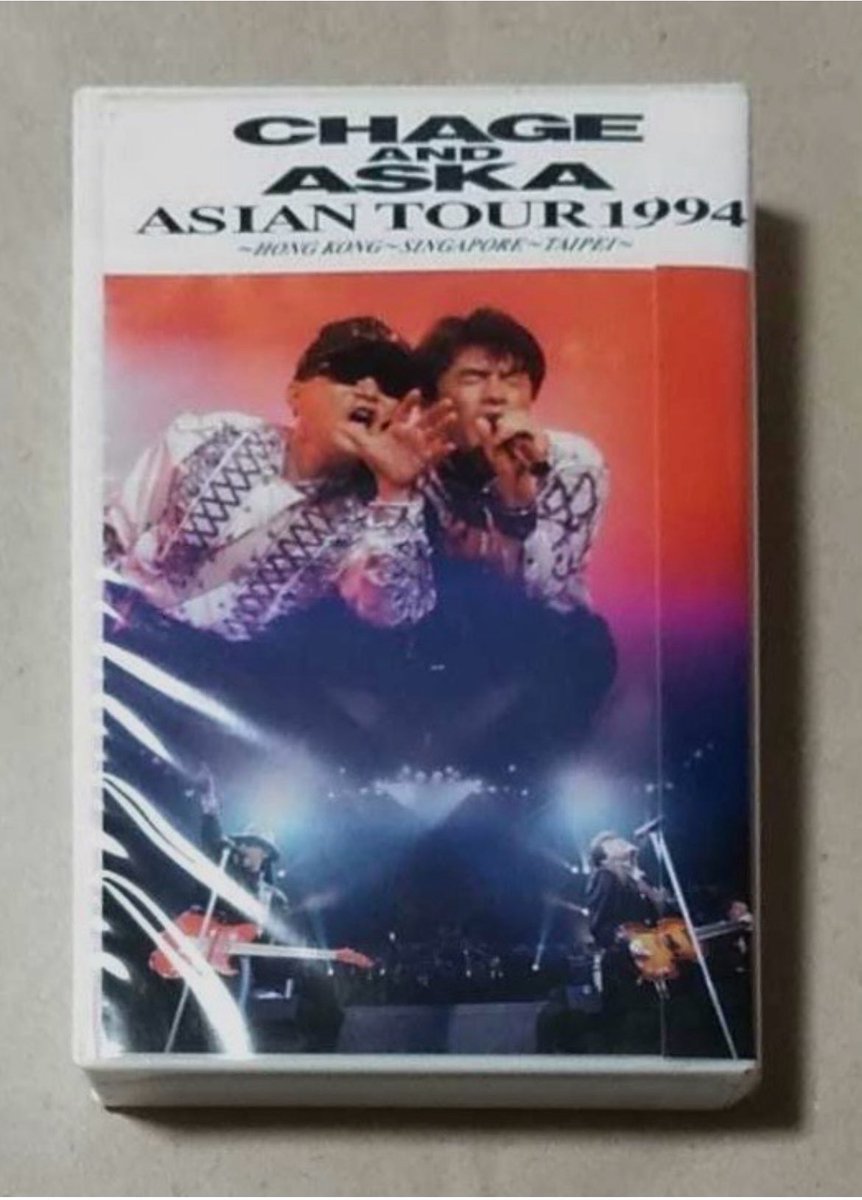 CHAGE
AND
ASKA
ASIAN TOUR 1994
~HONG KONG~SINGAPORE~TAIPEI~